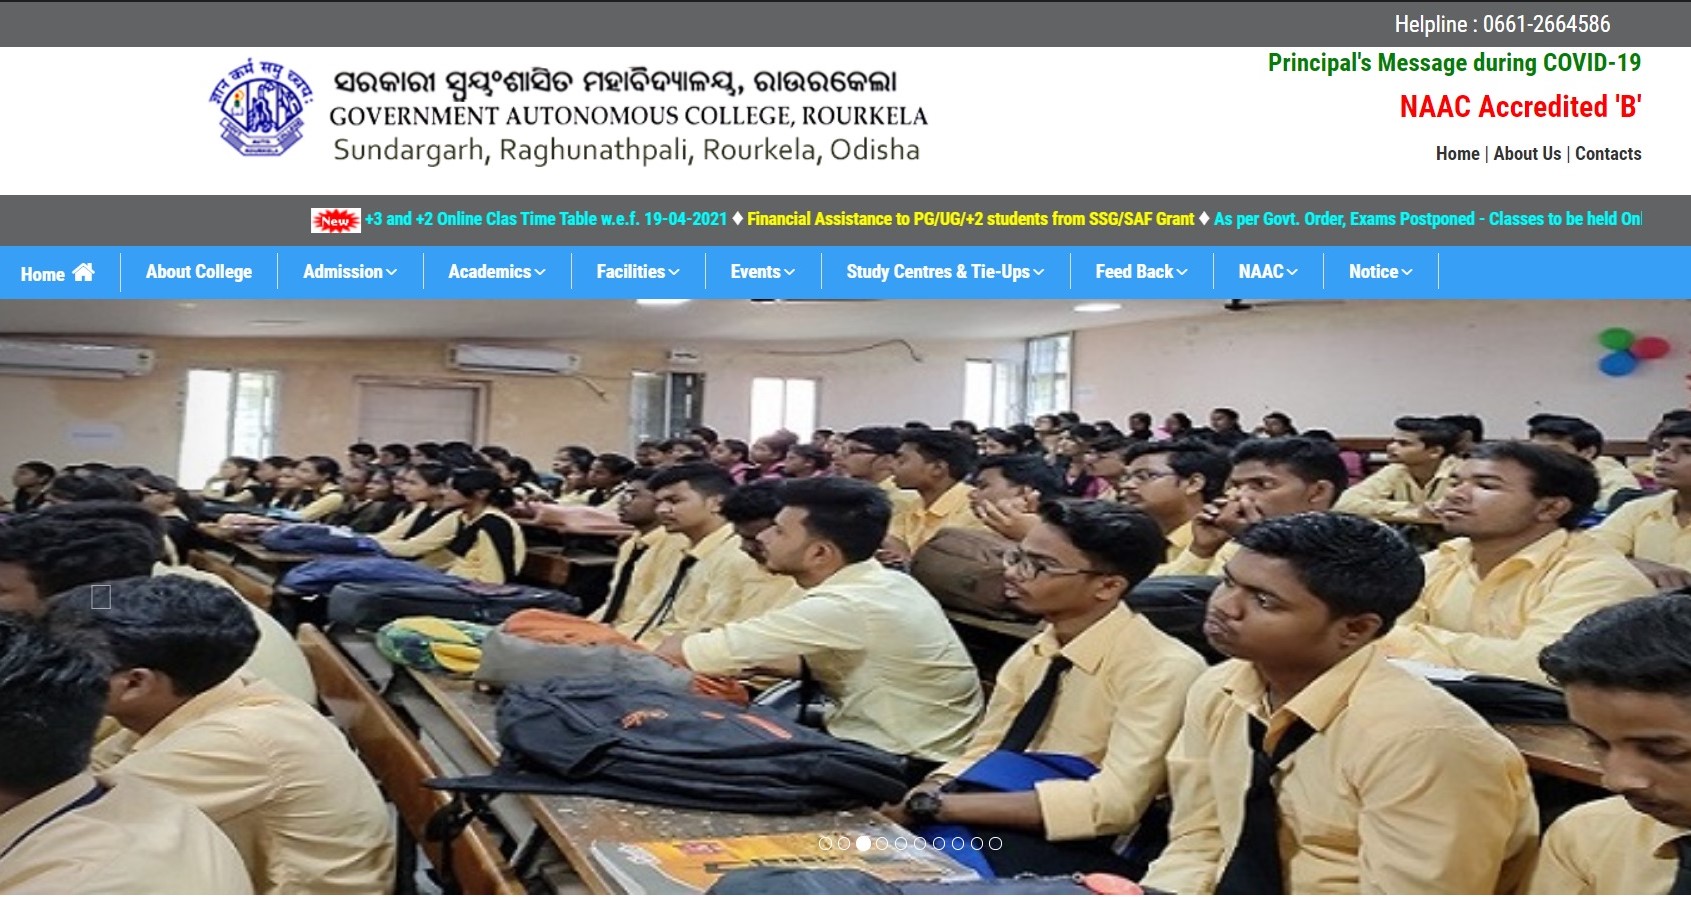 Helpline : 0661-2664586
Principal's Message during COVID-19
ସରକାରୀ ସ୍ୱୟଂଶାସିତ ମହାବିଦ୍ୟାଳୟ, ରାଉରକେଲା
NAAC Accredited 'B'
GOVERNMENT AUTONOMOUS COLLEGE, ROURKELA
Sundargarh, Raghunathpali, Rourkela, Odisha
Home | About Us | Contacts
New +3 and +2 Online Clas Time Table w.e.f. 19-04-2021 ♦ Financial Assistance to PG/UG/+2 students from SSG/SAF Grant ♦ As per Govt. Order, Exams Postponed - Classes to be held Onl
Home About College Admission Academics Facilities Events Study Centres & Tie-Ups Feed Back NAAC Notice